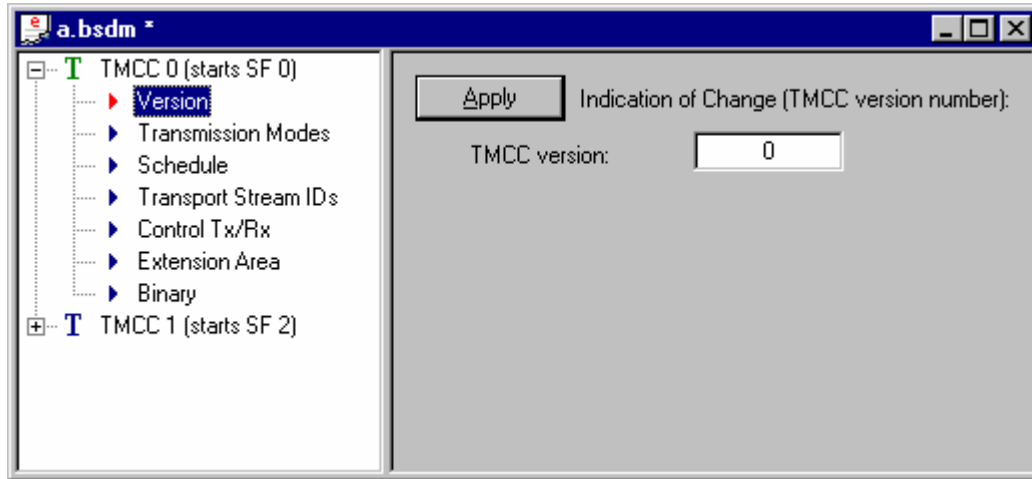 a.bsdm *
T TMCC 0 (starts SF 0)
Version
Transmission Modes
Schedule
Transport Stream IDs
Control Tx/Rx
Extension Area
Binary
T TMCC 1 (starts SF 2)
Apply Indication of Change (TMCC version number):
TMCC version: 0